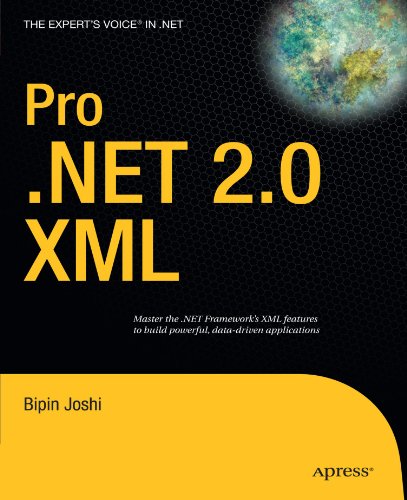 THE EXPERT'S VOICE® IN .NET
Pro
.NET 2.0
XML
Master the .NET Framework's XML features
to build powerful, data-driven applications
Bipin Joshi
Apress®